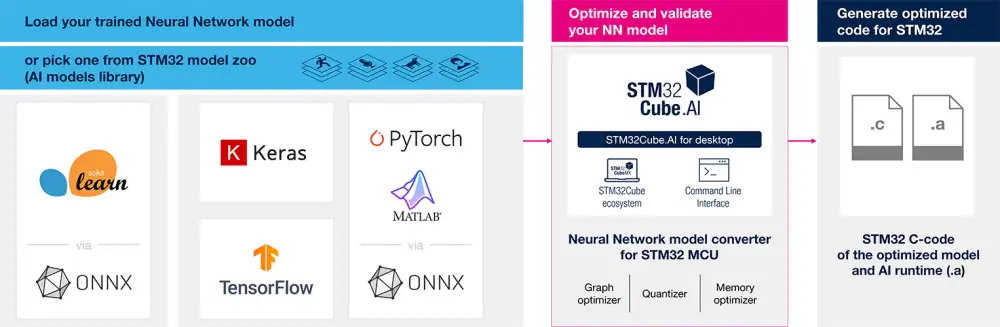 Load your trained Neural Network model
or pick one from STM32 model zoo
(AI models library)
scikit
learn
via
ONNX
Keras
TensorFlow
PyTorch
MATLAB®
via
ONNX
Optimize and validate
your NN model
STM32
Cube.AI
STM32Cube.AI for desktop
STM32
CubeMX
STM32Cube
ecosystem
Command Line
Interface
Neural Network model converter
for STM32 MCU
Graph
optimizer
Quantizer
Memory
optimizer
Generate optimized
code for STM32
.c
.a
STM32 C-code
of the optimized model
and AI runtime (.a)